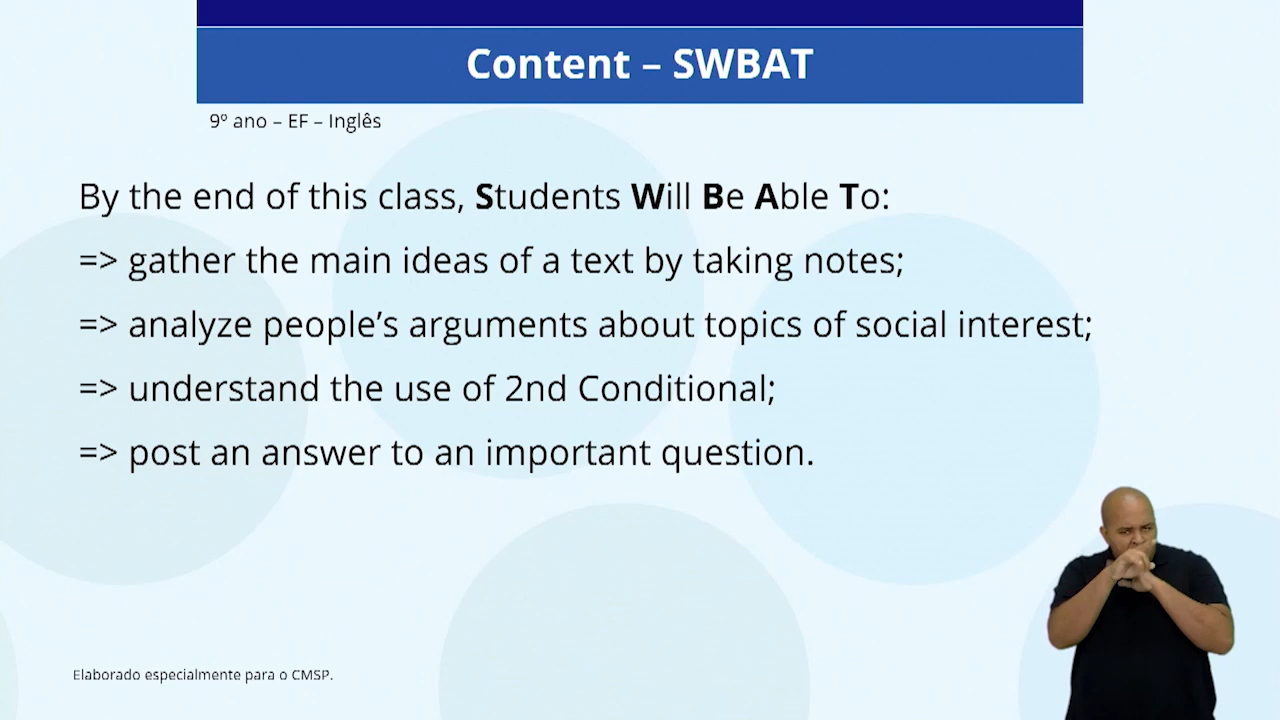 Content – SWBAT
9º ano – EF – Inglês
By the end of this class, Students Will Be Able To:
=> gather the main ideas of a text by taking notes;
=> analyze people’s arguments about topics of social interest;
=> understand the use of 2nd Conditional;
=> post an answer to an important question.
Elaborado especialmente para o CMSP.